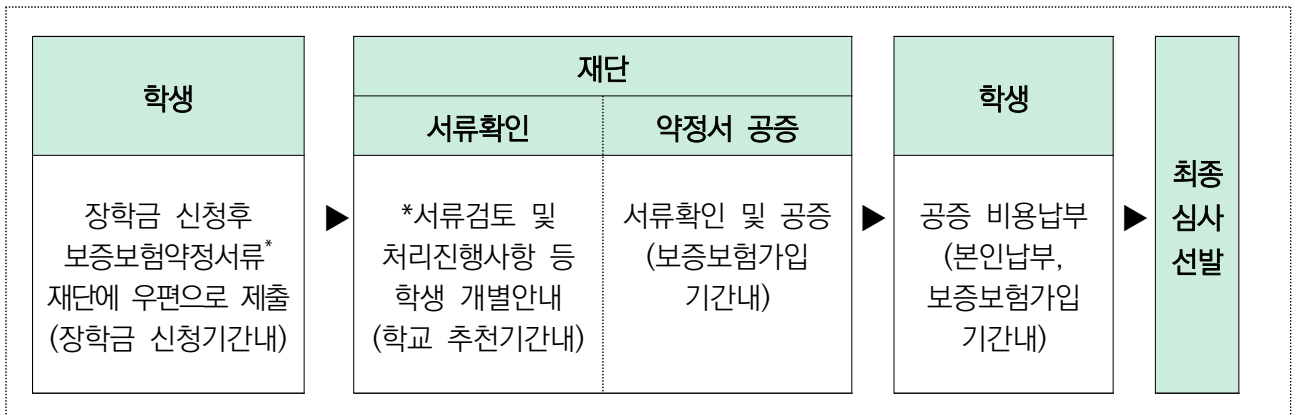 학생
장학금 신청후
보증보험약정서류*
재단에 우편으로 제출
(장학금 신청기간내)
▶
재단
서류확인
*서류검토 및
처리진행사항 등
학생 개별안내
(학교 추천기간내)
약정서 공증
서류확인 및 공증
(보증보험가입
기간내)
▶
학생
공증 비용납부
(본인납부,
보증보험가입
기간내)
▶
최종
심사
선발